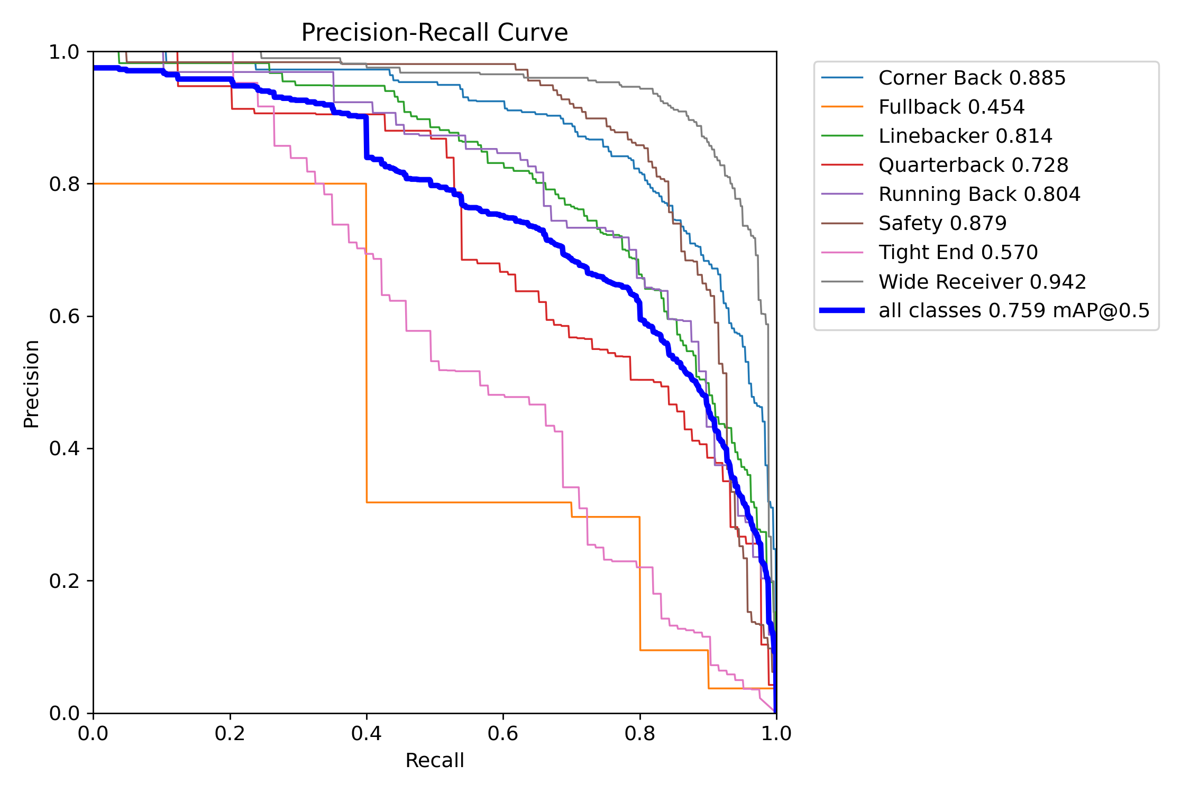 Precision-Recall Curve
1.0
0.8
0.6
0.4
0.2
0.0
Precision
0.0 0.2 0.4 0.6 0.8 1.0
Recall
Corner Back 0.885
Fullback 0.454
Linebacker 0.814
Quarterback 0.728
Running Back 0.804
Safety 0.879
Tight End 0.570
Wide Receiver 0.942
all classes 0.759 mAP@0.5